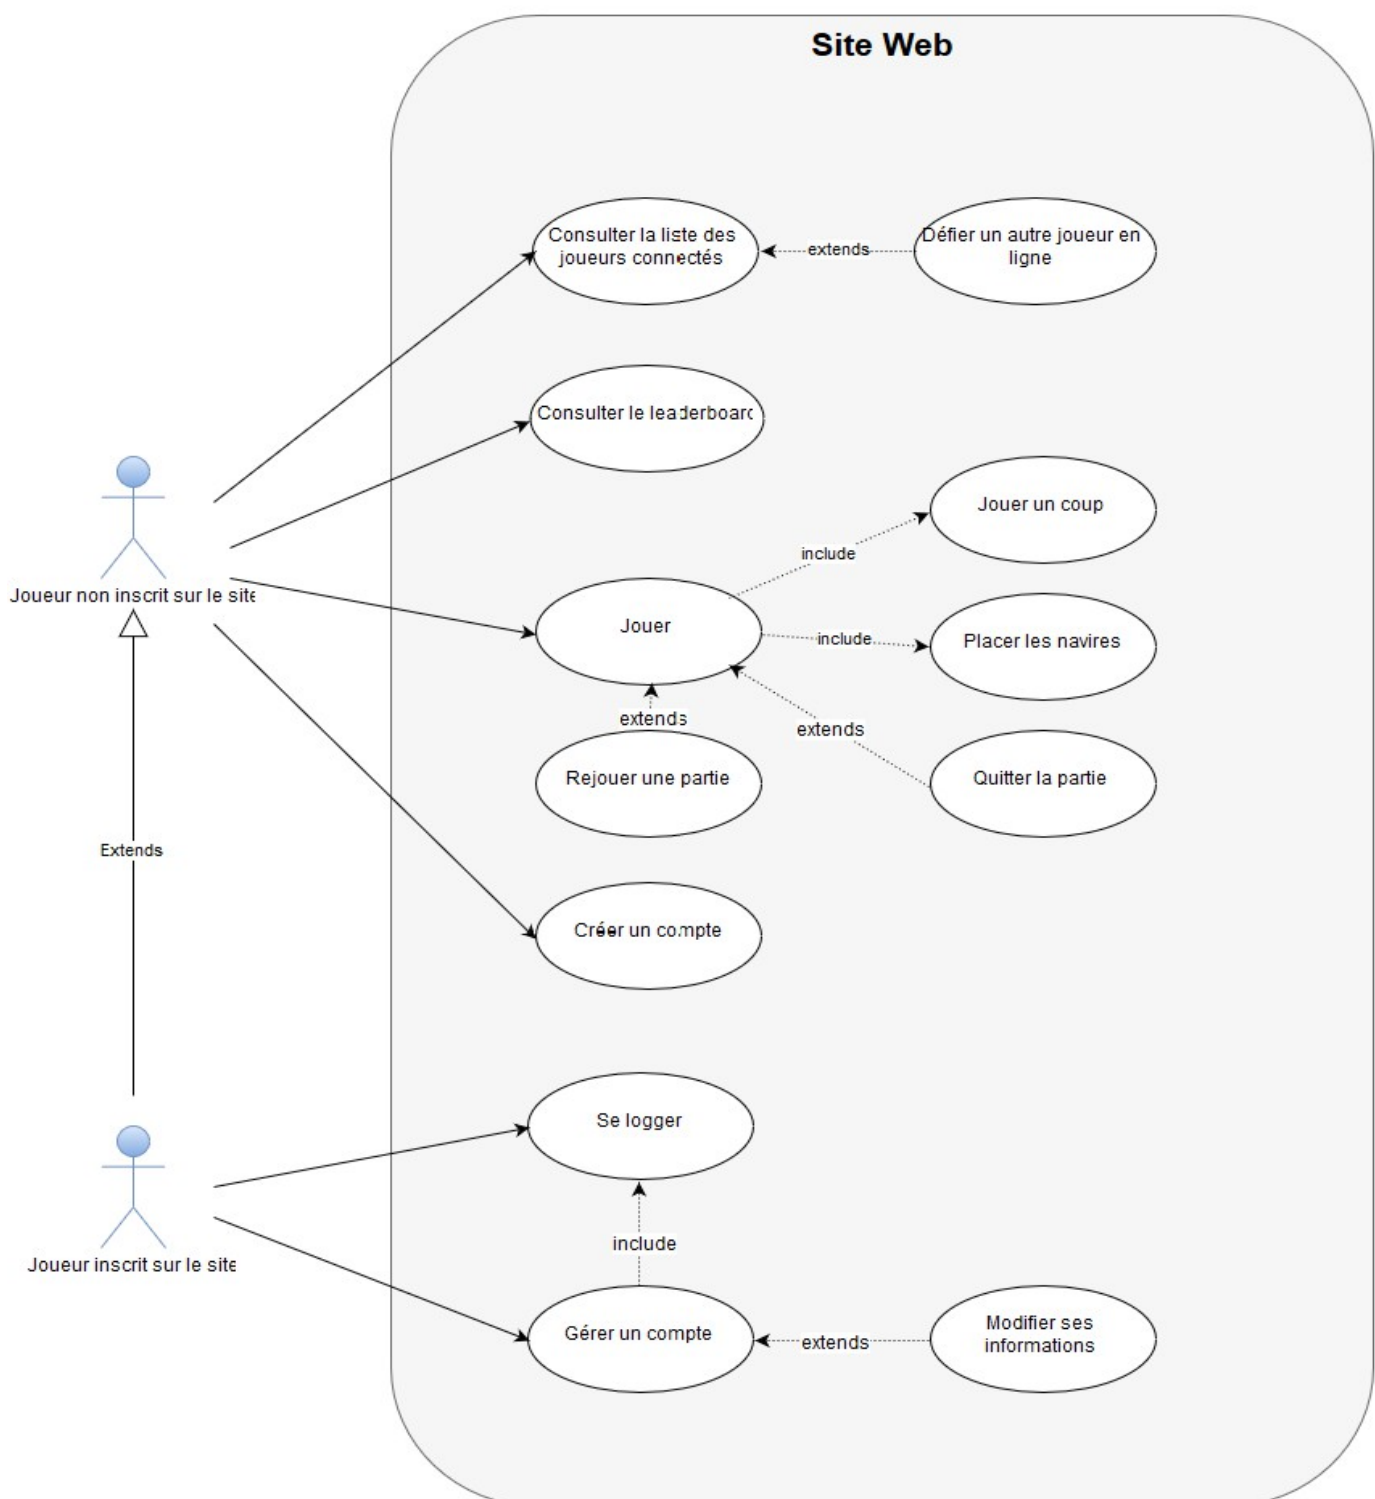 Site Web
Consulter la liste des
joueurs connectés
extends
Défier un autre joueur en
ligne
Consulter le leaderboard
Jouer un coup
include
Joueur non inscrit sur le site
Jouer
include
Placer les navires
extends
extends
Rejouer une partie
Quitter la partie
Extends
Créer un compte
Se logger
include
Joueur inscrit sur le site
Gérer un compte
extends
Modifier ses
informations